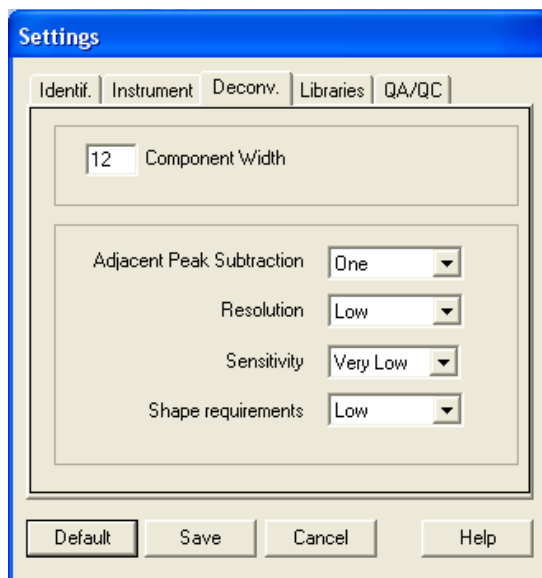 Settings
Identif. Instrument Deconv. Libraries QA/QC
12 Component Width
Adjacent Peak Subtraction One
Resolution Low
Sensitivity Very Low
Shape requirements Low
Default Save Cancel Help